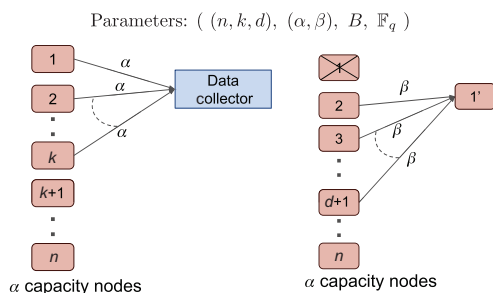 Parameters: ( (n, k, d), (α, β), B, 𝔽_q )
1
2
k
k+1
n
α
α
α
Data
collector
α capacity nodes
1
2
3
d+1
n
β
β
β
1'
α capacity nodes